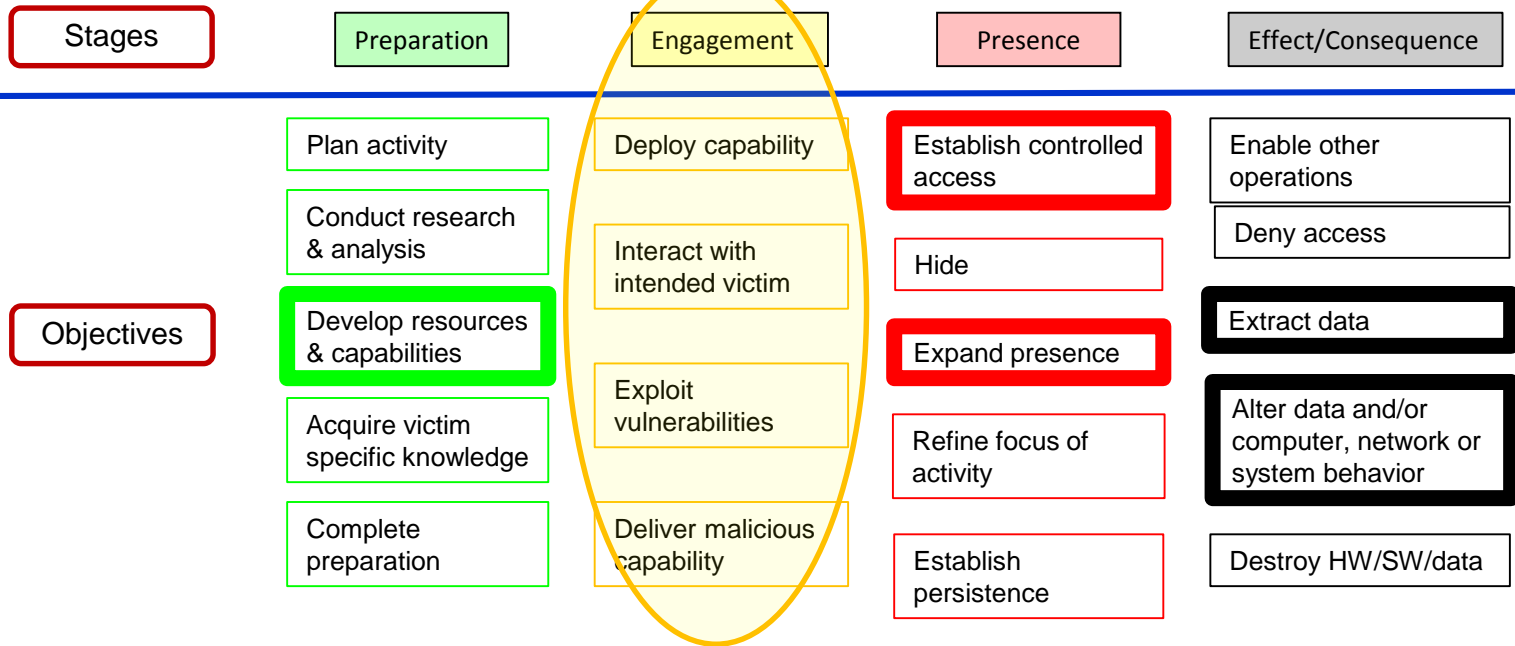 Stages
Preparation
Engagement
Presence
Effect/Consequence
Objectives
Plan activity
Conduct research
& analysis
Develop resources
& capabilities
Acquire victim
specific knowledge
Complete
preparation
Deploy capability
Interact with
intended victim
Exploit
vulnerabilities
Deliver malicious
capability
Establish controlled
access
Hide
Expand presence
Refine focus of
activity
Establish
persistence
Enable other
operations
Deny access
Extract data
Alter data and/or
computer, network or
system behavior
Destroy HW/SW/data